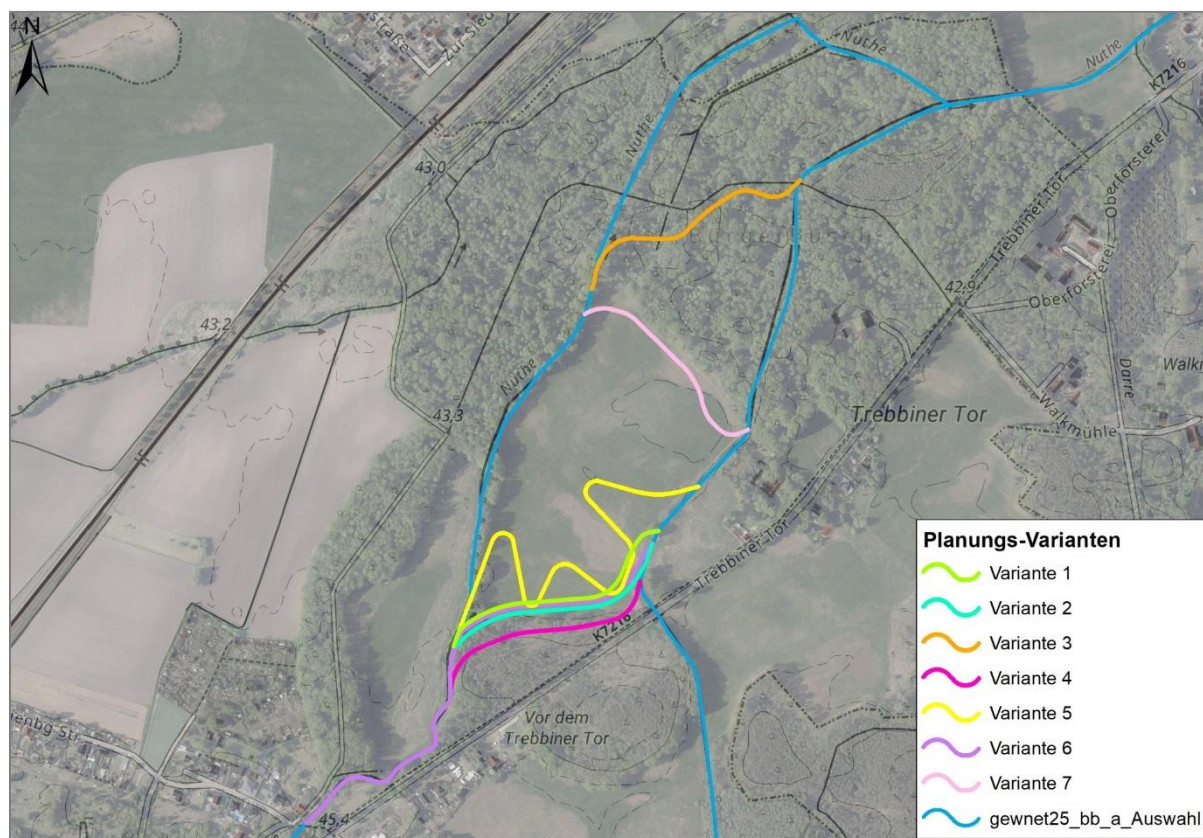 N
44,
straße
Zur Sied
Nuthe
Nuthe
K7216
43,0
Nuthe
Trebbiner Tor
Oberförsterei
42,9
Oberförsterei
43,2
Nuthe
Darre
Walkm
43,3
Trebbiner Tor
Walkmühle
Trebbiner Tor
K7216
Vor dem
Trebbiner Tor
enbg Str.
45,4
Planungs-Varianten
Variante 1
Variante 2
Variante 3
Variante 4
Variante 5
Variante 6
Variante 7
gewnet25_bb_a_Auswahl